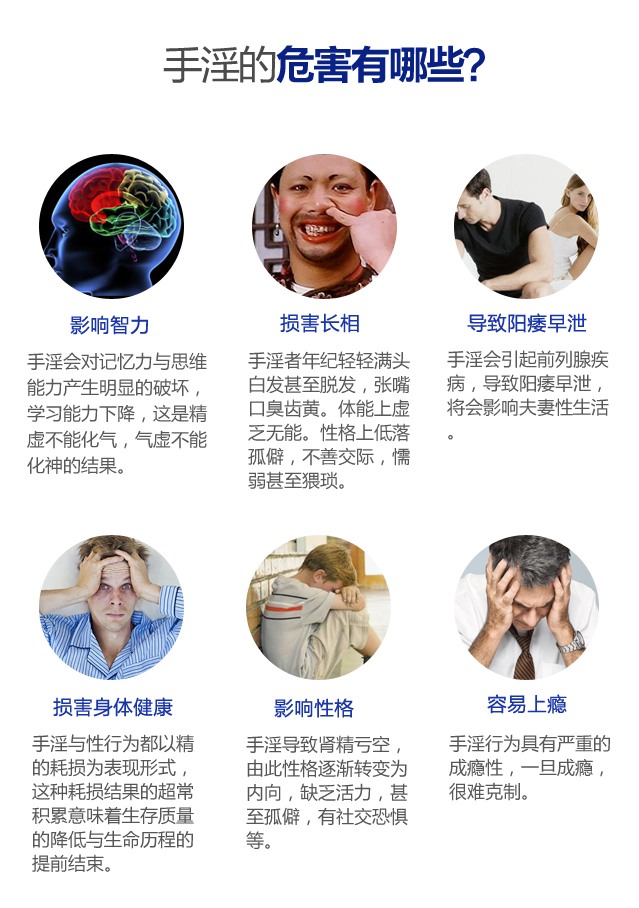 手淫的危害有哪些?
影响智力
手淫会对记忆力与思维
能力产生明显的破坏，
学习能力下降，这是精
虚不能化气，气虚不能
化神的结果。
损害长相
手淫者年纪轻轻满头
白发甚至脱发，张嘴
口臭齿黄。体能上虚
乏无能。性格上低落
孤僻，不善交际，懦
弱甚至猥琐。
导致阳痿早泄
手淫会引起前列腺疾
病，导致阳痿早泄，
将会影响夫妻性生活
。
损害身体健康
手淫与性行为都以精
的耗损为表现形式，
这种耗损结果的超常
积累意味着生存质量
的降低与生命历程的
提前结束。
影响性格
手淫导致肾精亏空，
由此性格逐渐转变为
内向，缺乏活力，甚
至孤僻，有社交恐惧
等。
容易上瘾
手淫行为具有严重的
成瘾性，一旦成瘾，
很难克制。